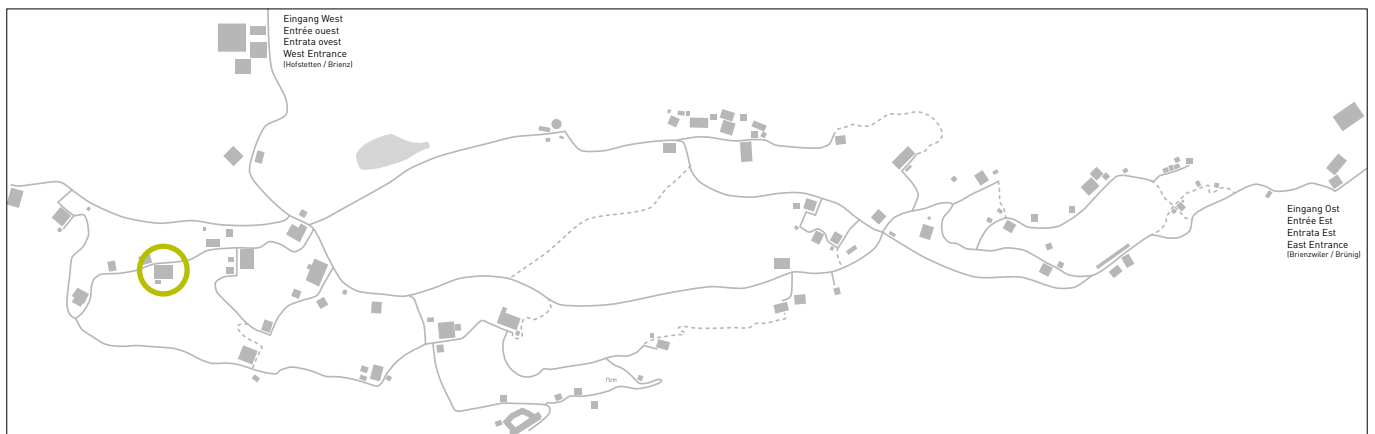 Eingang West
Entrée ouest
Entrata ovest
West Entrance
(Hofstetten / Brienz)
Eingang Ost
Entrée Est
Entrata Est
East Entrance
(Brienzwiler / Brünig)